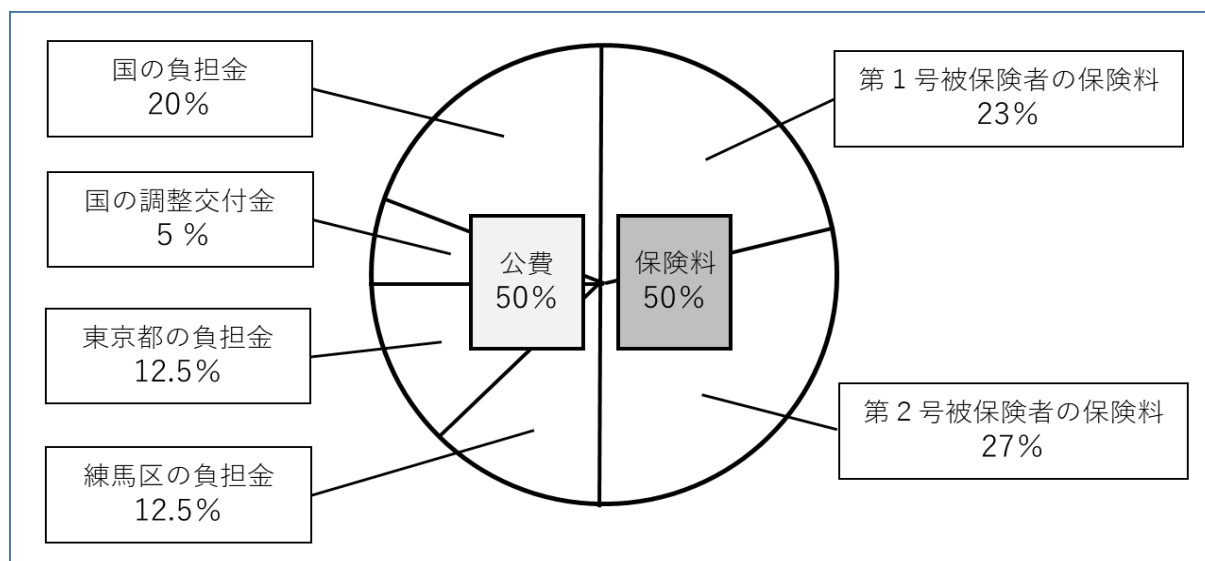 国の負担金
20%
国の調整交付金
5 %
東京都の負担金
12.5%
練馬区の負担金
12.5%
公費
50%
保険料
50%
第1号被保険者の保険料
23%
第2号被保険者の保険料
27%